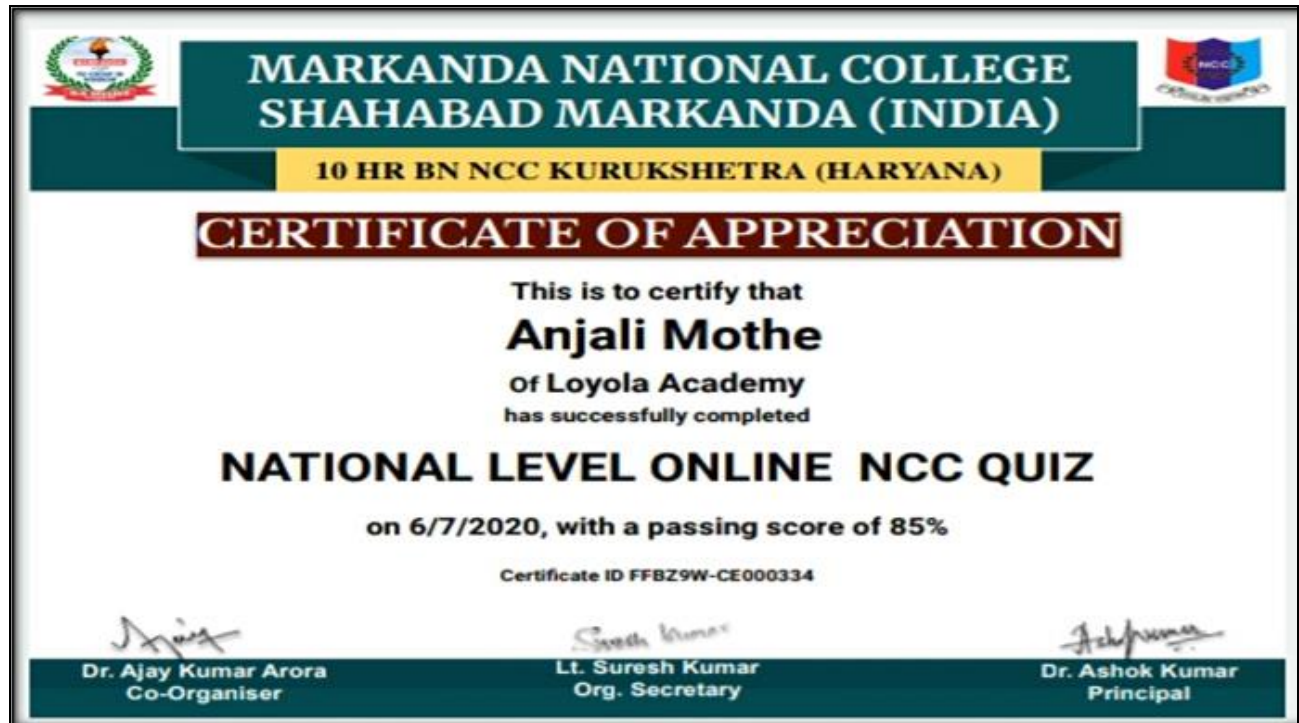 MARKANDA NATIONAL COLLEGE
SHAHABAD MARKANDA (INDIA)
NCC
10 HR BN NCC KURUKSHETRA (HARYANA)
CERTIFICATE OF APPRECIATION
This is to certify that
Anjali Mothe
Of Loyola Academy
has successfully completed
NATIONAL LEVEL ONLINE NCC QUIZ
on 6/7/2020, with a passing score of 85%
Certificate ID FFBZ9W-CE000334
Suresh Kumar
Dr. Ajay Kumar Arora
Co-Organiser
Lt. Suresh Kumar
Org. Secretary
Dr. Ashok Kumar
Principal